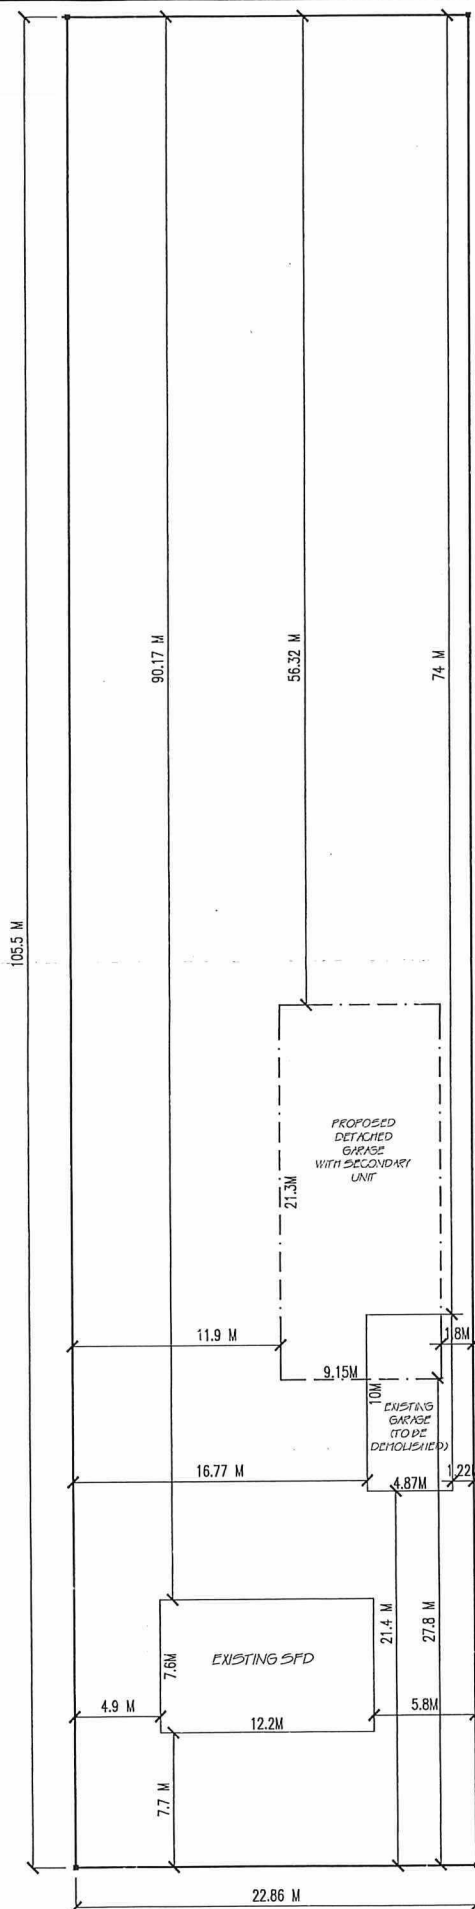 90.17 M
56.32 M
74 M
105.5 M
PROPOSED
DETACHED
GARAGE
WITH SECONDARY
UNIT
21.3M
11.9 M
1.8M
9.15M
10M
EXISTING
GARAGE
(TO BE
DEMOLISHED)
16.77 M
4.87M
1.22M
21.4 M
27.8 M
7.6M
EXISTING SFD
4.9 M
12.2M
5.8M
7.7 M
22.86 M